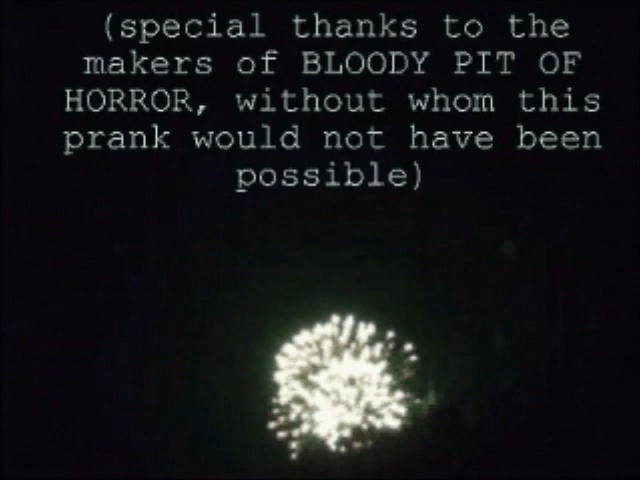 (special thanks to the
makers of BLOODY PIT OF
HORROR, without whom this
prank would not have been
possible)